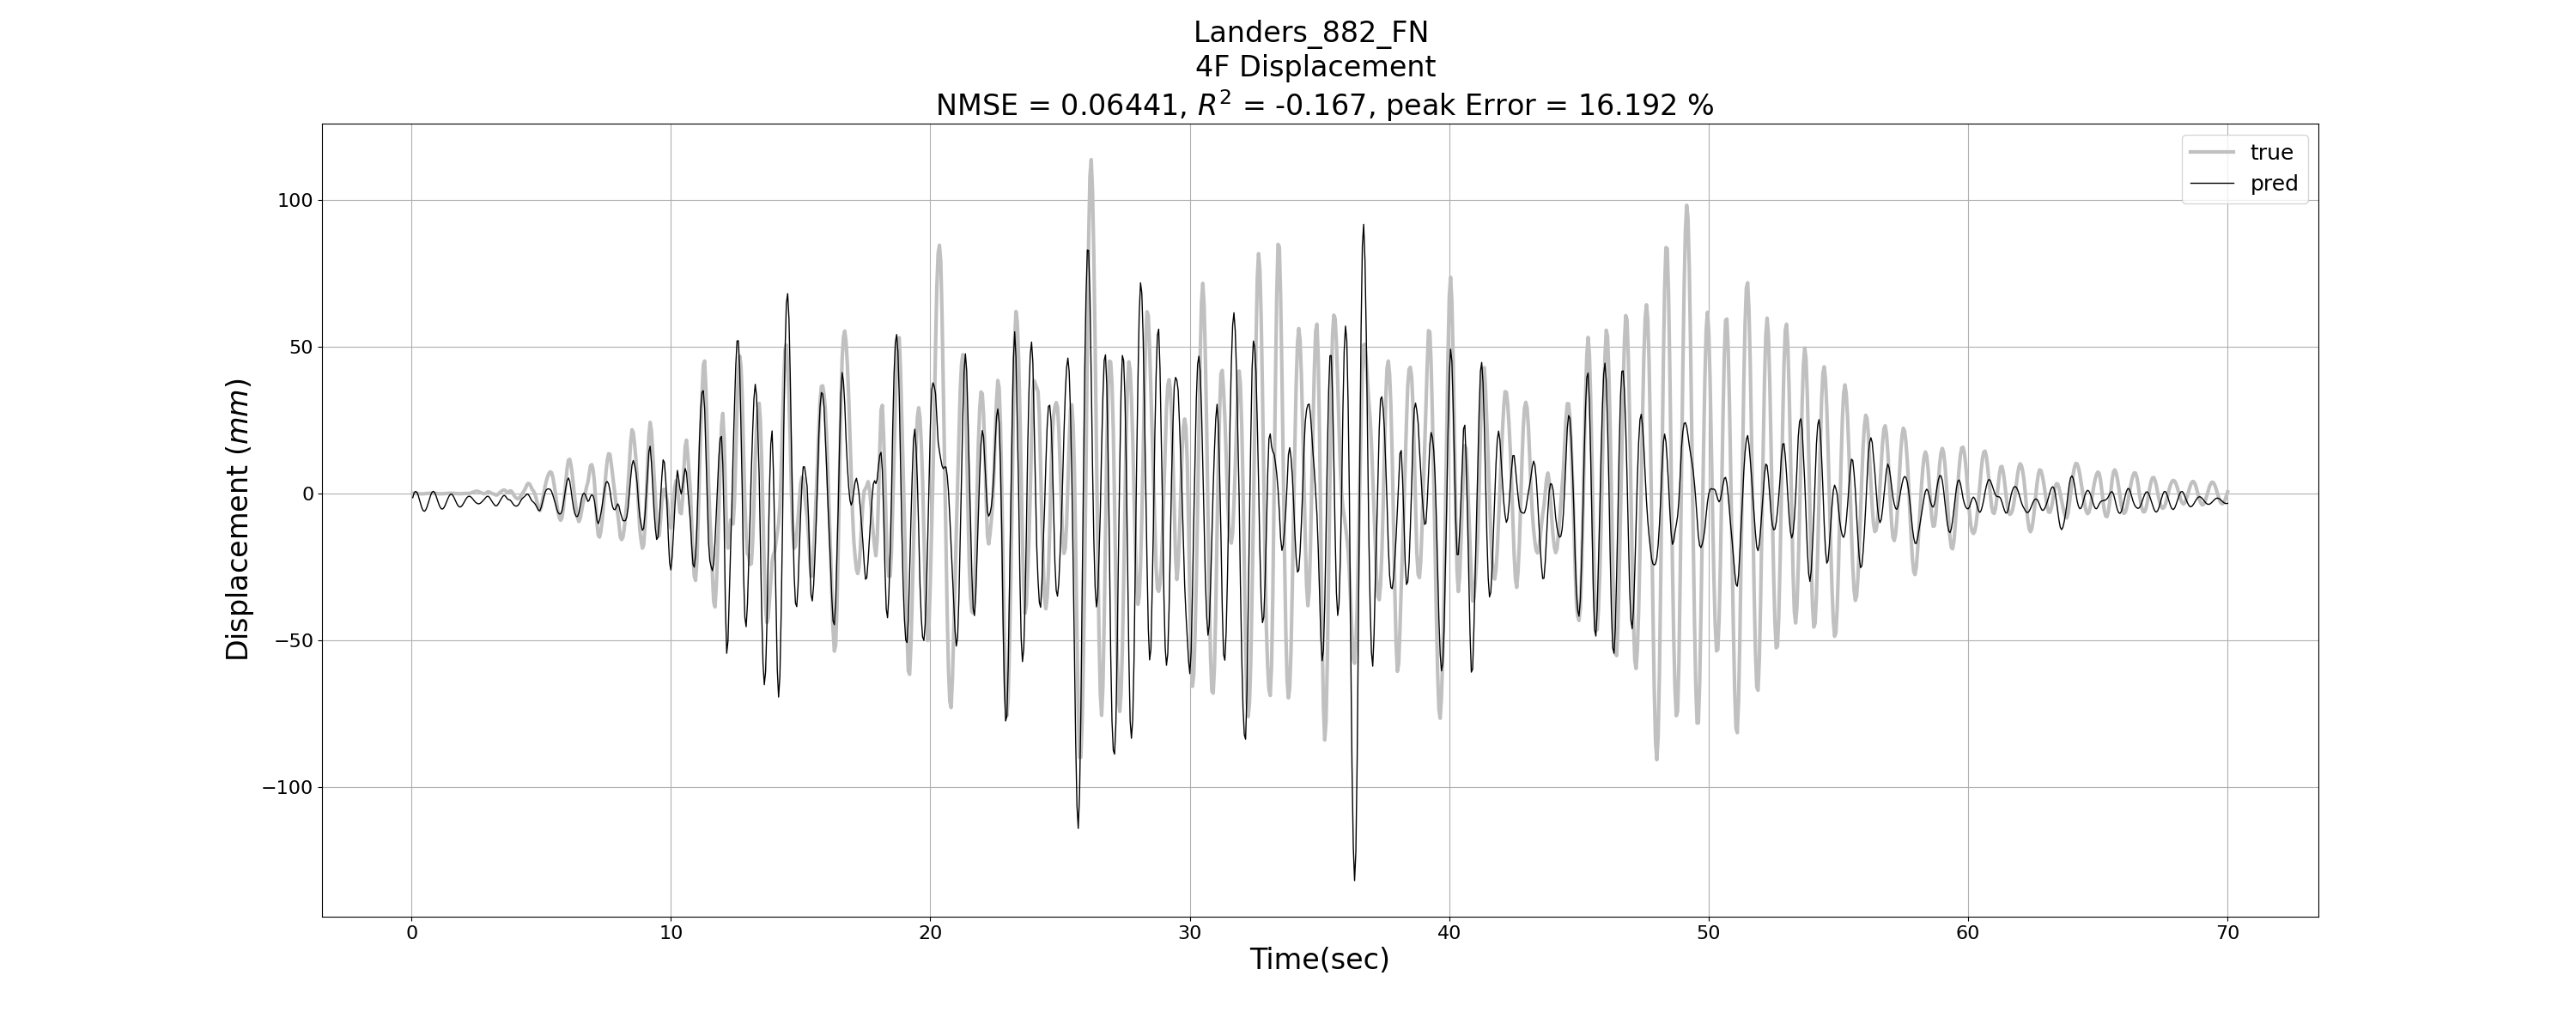 Landers_882_FN
4F Displacement
NMSE = 0.06441, R² = -0.167, peak Error = 16.192 %
true
pred
Displacement (mm)
100
50
0
−50
−100
0 10 20 30 40 50 60 70
Time(sec)